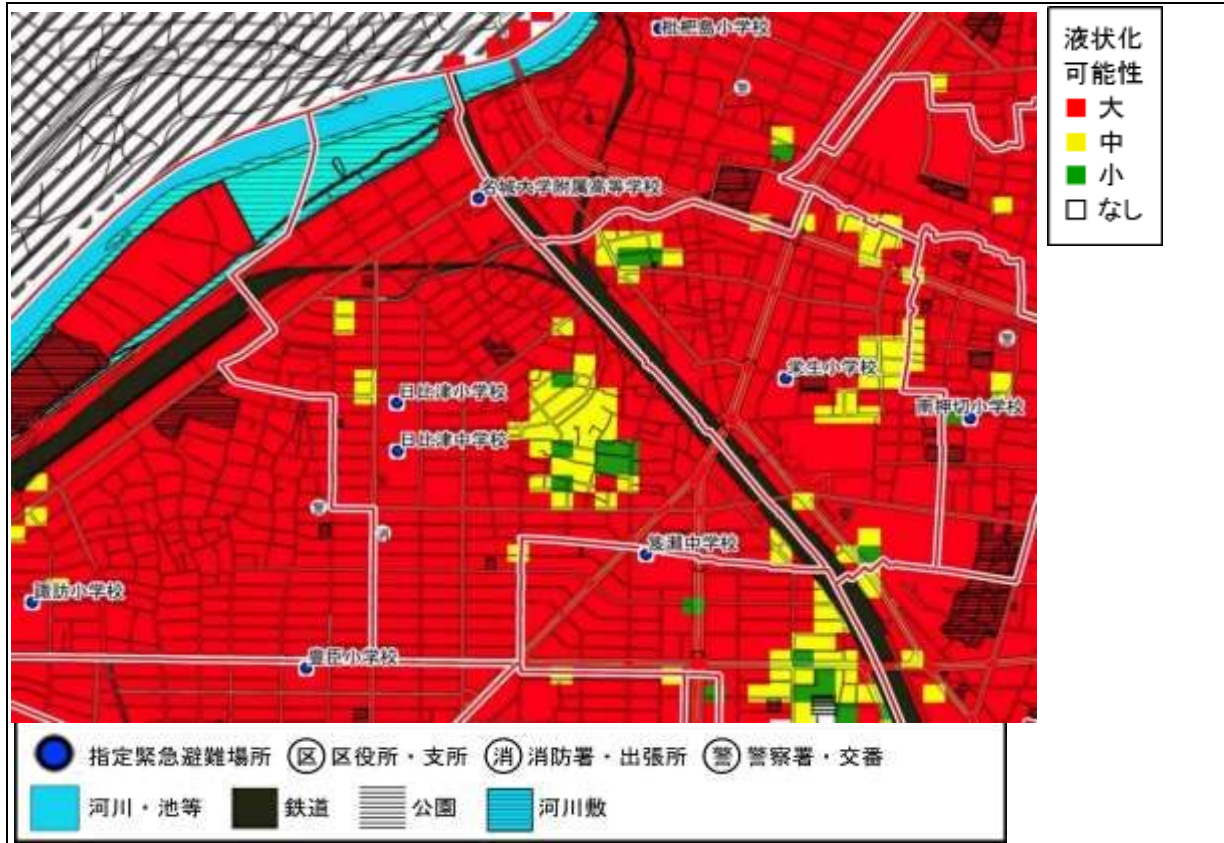 枇杷島小学校
警
名城大学附属高等学校
栄生小学校
警
日比津小学校
南押切小学校
日比津中学校
警
消
笈瀬中学校
諏訪小学校
豊臣小学校
液状化
可能性
大
中
小
なし
指定緊急避難場所 区 区役所・支所 消 消防署・出張所 警 警察署・交番
河川・池等 鉄道 公園 河川敷